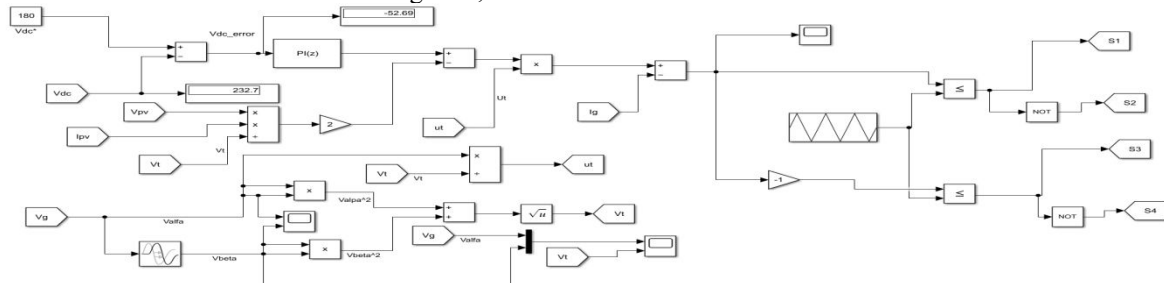 180
Vdc*
Vdc_error
-52.69
PI(z)
Vdc
232.7
Vpv
Ipv
Vt
Vt
2
×
×
÷
×
Ut
ut
Ig
≤
S1
NOT
S2
S3
-1
≤
NOT
S4
×
÷
ut
Vt
Vt
Vg
Valfa
×
Valpa^2
√u
Vt
Vbeta
×
Vbeta^2
Vg
Valfa
Vt